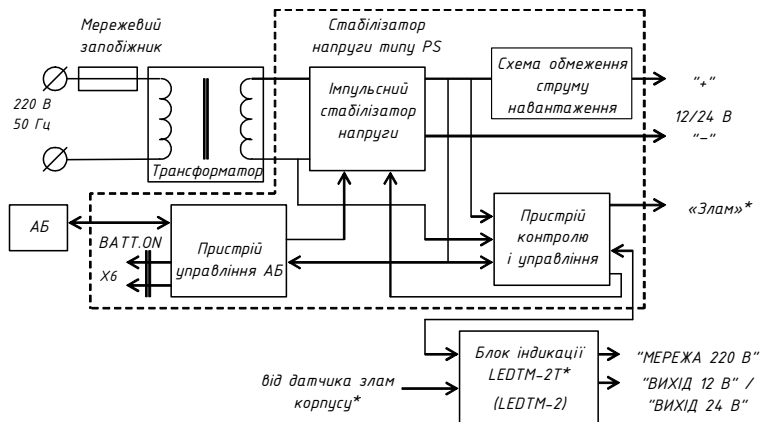 Мережевий
запобіжник
Стабілізатор
напруги типу PS
220 В
50 Гц
Трансформатор
Імпульсний
стабілізатор
напруги
Схема обмеження
струму
навантаження
"+"
12/24 В
"–"
АБ
BATT.ON
X6
Пристрій
управління АБ
Пристрій
контролю
і управління
«Злам»*
від датчика злам
корпусу*
Блок індикації
LEDTM-2T*
(LEDTM-2)
"МЕРЕЖА 220 В"
"ВИХІД 12 В" /
"ВИХІД 24 В"